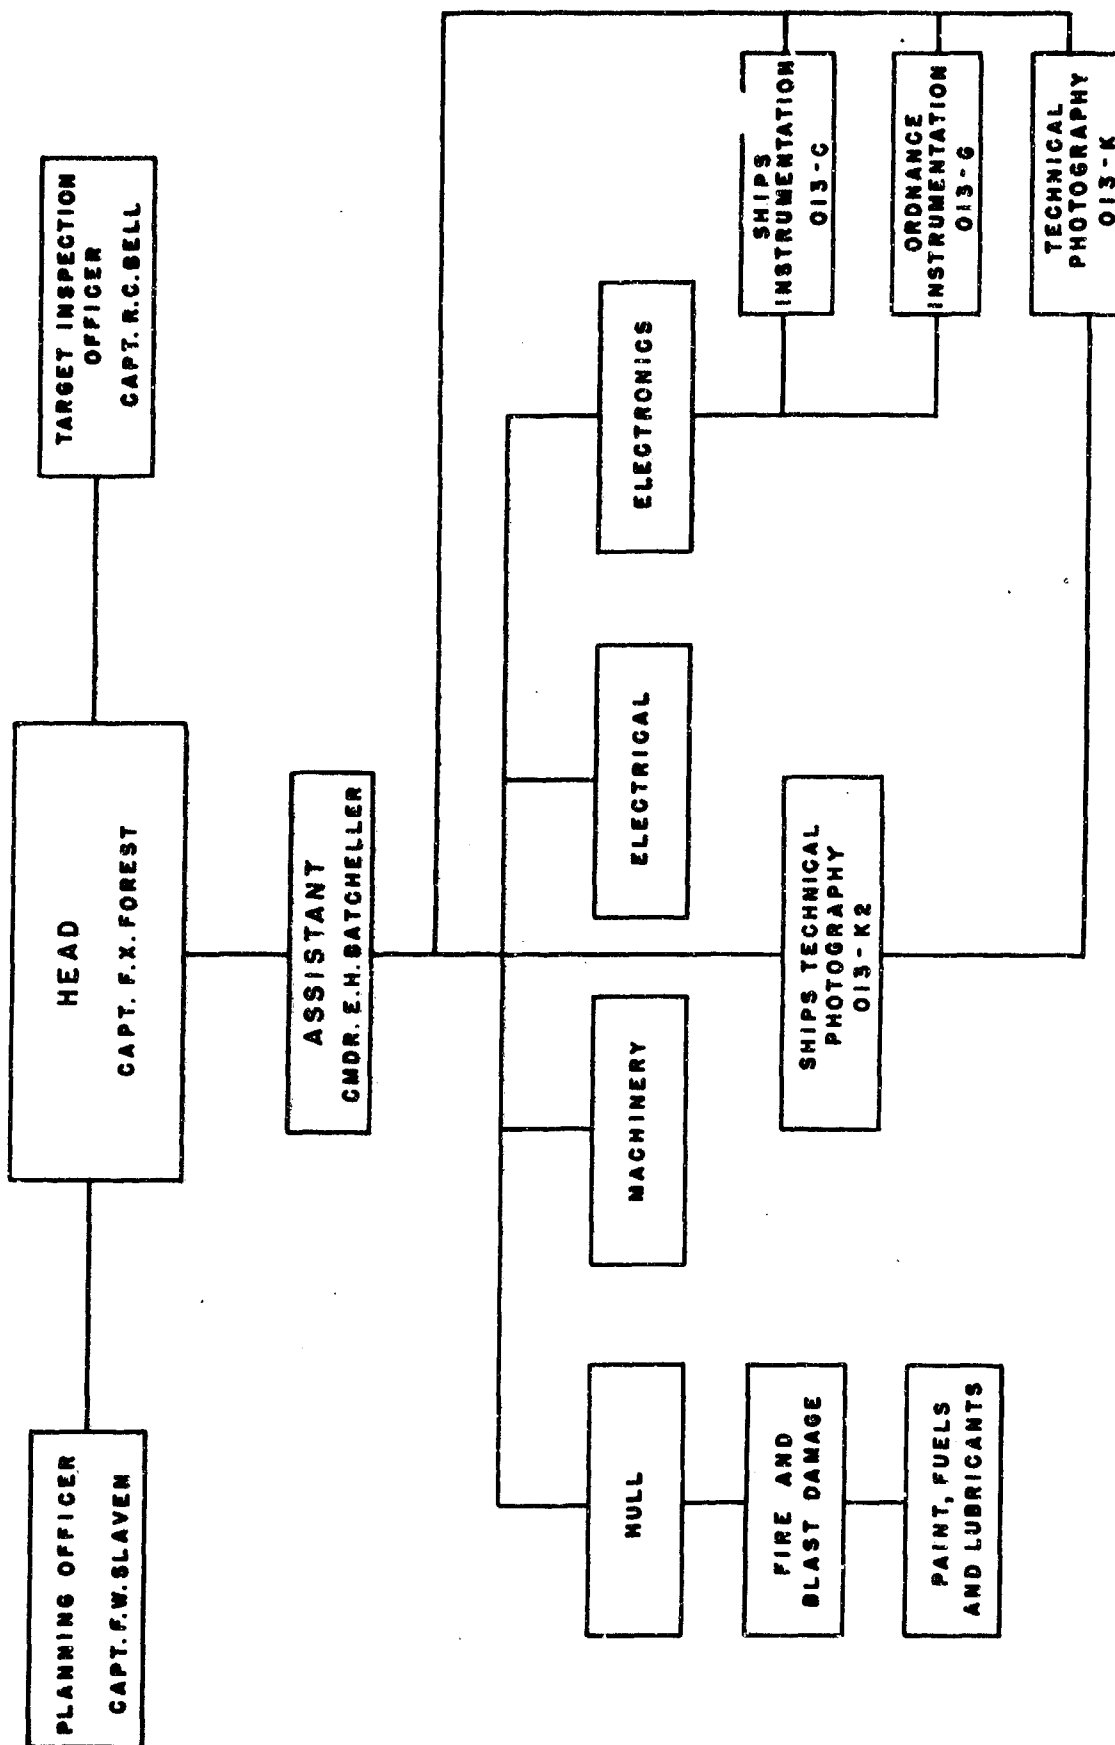 HEAD
CAPT. F.X. FOREST
PLANNING OFFICER
CAPT. F.W. SLAVEN
TARGET INSPECTION
OFFICER
CAPT. R.C. BELL
ASSISTANT
CMDR. E.H. BATCHELLER
HULL
MACHINERY
ELECTRICAL
ELECTRONICS
FIRE AND
BLAST DAMAGE
PAINT, FUELS
AND LUBRICANTS
SHIPS TECHNICAL
PHOTOGRAPHY
013-K2
SHIPS
INSTRUMENTATION
013-C
ORDNANCE
INSTRUMENTATION
013-G
TECHNICAL
PHOTOGRAPHY
013-K